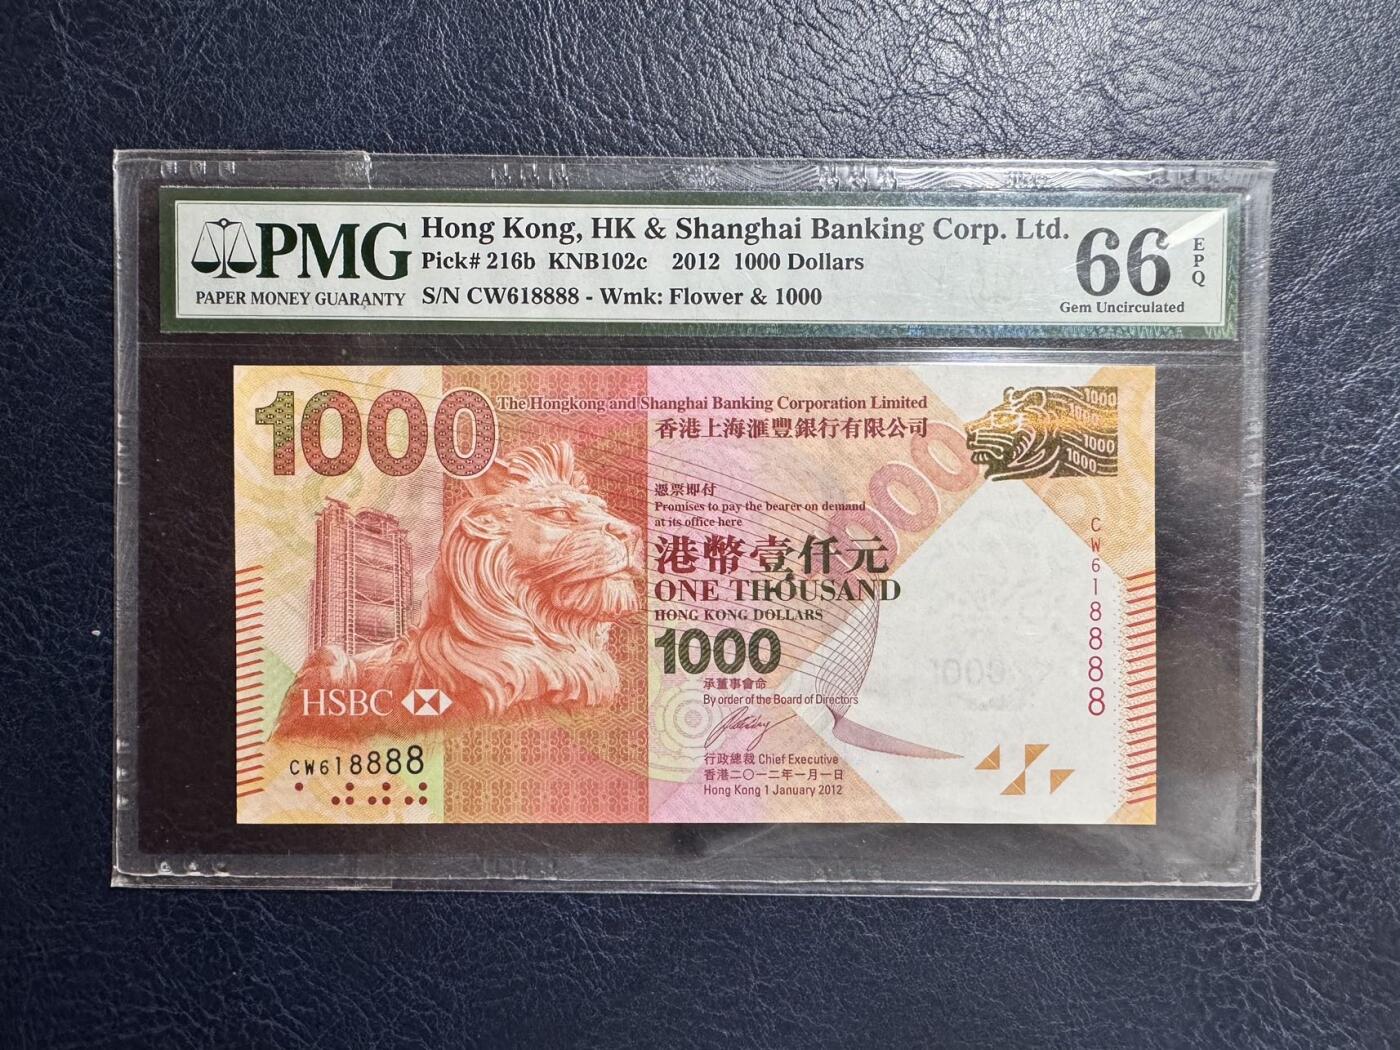 PMG
PAPER MONEY GUARANTY
Hong Kong, HK & Shanghai Banking Corp. Ltd.
Pick# 216b KNB102c 2012 1000 Dollars
S/N CW618888 - Wmk: Flower & 1000
66
EPQ
Gem Uncirculated
1000
The Hongkong and Shanghai Banking Corporation Limited
香港上海滙豐銀行有限公司
1000
1000
1000
1000
1000
憑票即付
Promises to pay the bearer on demand
at its office here
港幣壹仟元
ONE THOUSAND
HONG KONG DOLLARS
1000
承董事會命
By order of the Board of Directors
行政總裁 Chief Executive
香港二〇一二年一月一日
Hong Kong 1 January 2012
HSBC
CW618888
CW618888